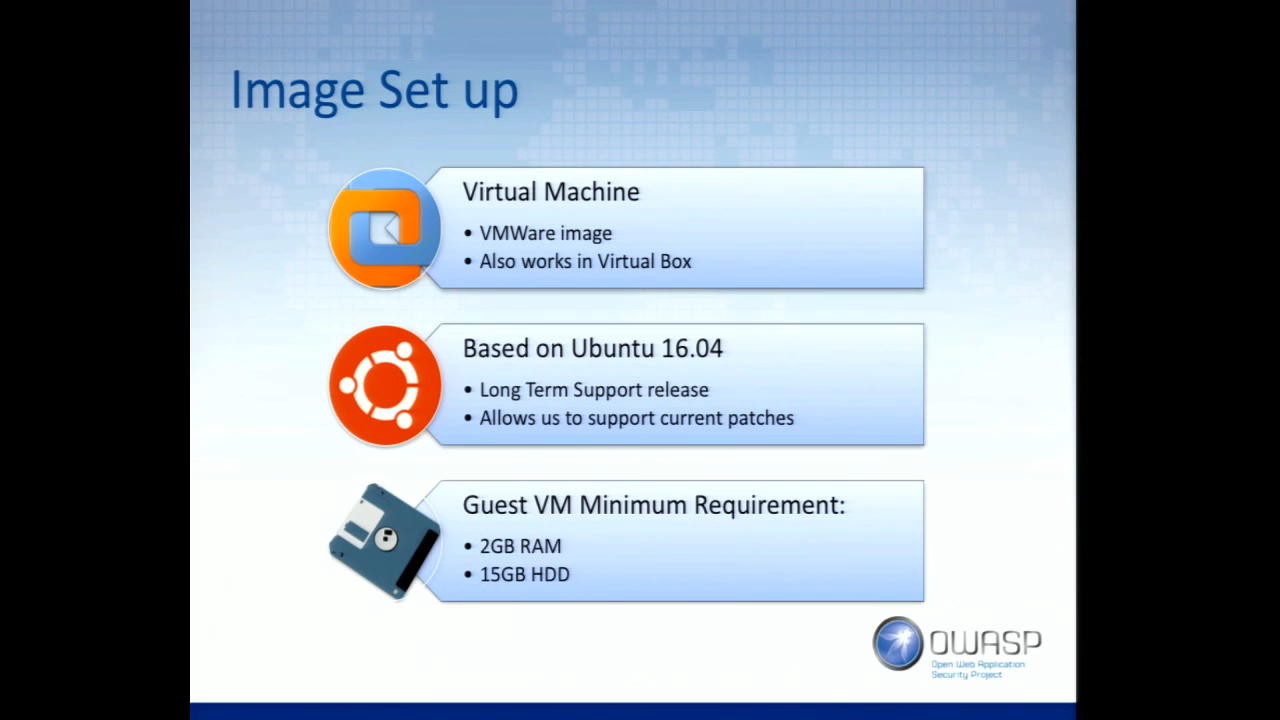 Image Set up
Virtual Machine
• VMWare image
• Also works in Virtual Box
Based on Ubuntu 16.04
• Long Term Support release
• Allows us to support current patches
Guest VM Minimum Requirement:
• 2GB RAM
• 15GB HDD
OWASP
Open Web Application
Security Project